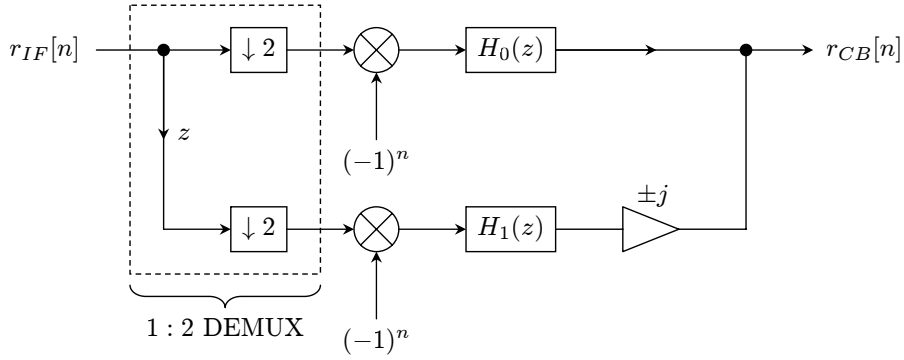 r_{IF}[n]
↓ 2
H_0(z)
r_{CB}[n]
z
(−1)^n
±j
↓ 2
H_1(z)
(−1)^n
1 : 2 DEMUX